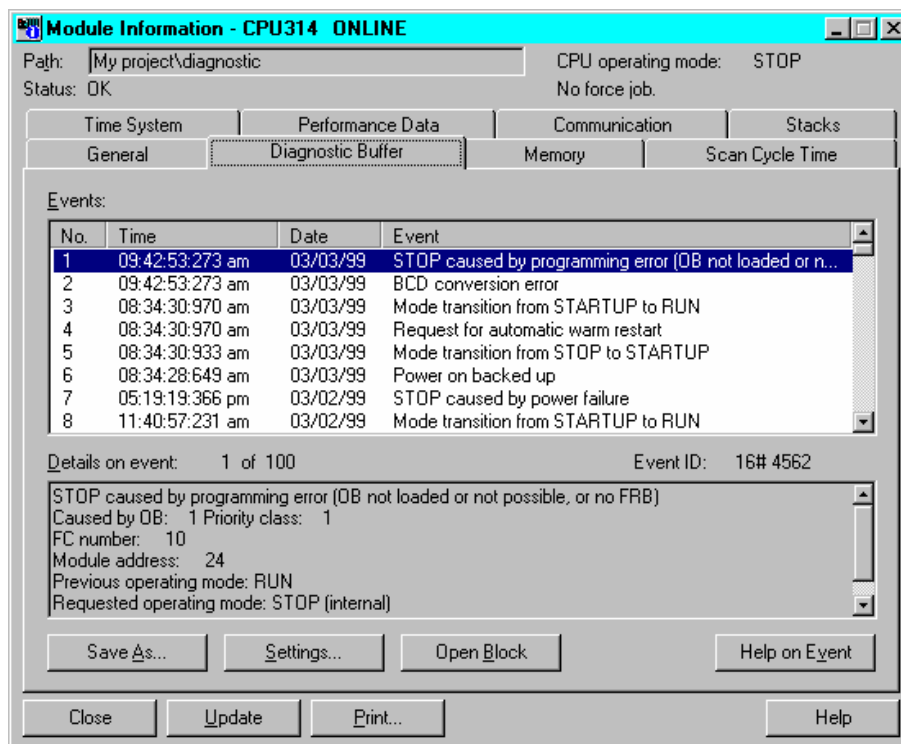 Module Information - CPU314 ONLINE
Path: My project\diagnostic CPU operating mode: STOP
Status: OK No force job.
Time System Performance Data Communication Stacks
General Diagnostic Buffer Memory Scan Cycle Time
Events:
No. Time Date Event
1 09:42:53:273 am 03/03/99 STOP caused by programming error (OB not loaded or n...
2 09:42:53:273 am 03/03/99 BCD conversion error
3 08:34:30:970 am 03/03/99 Mode transition from STARTUP to RUN
4 08:34:30:970 am 03/03/99 Request for automatic warm restart
5 08:34:30:933 am 03/03/99 Mode transition from STOP to STARTUP
6 08:34:28:649 am 03/03/99 Power on backed up
7 05:19:19:366 pm 03/02/99 STOP caused by power failure
8 11:40:57:231 am 03/02/99 Mode transition from STARTUP to RUN
Details on event: 1 of 100 Event ID: 16# 4562
STOP caused by programming error (OB not loaded or not possible, or no FRB)
Caused by OB: 1 Priority class: 1
FC number: 10
Module address: 24
Previous operating mode: RUN
Requested operating mode: STOP (internal)
Save As... Settings... Open Block Help on Event
Close Update Print... Help